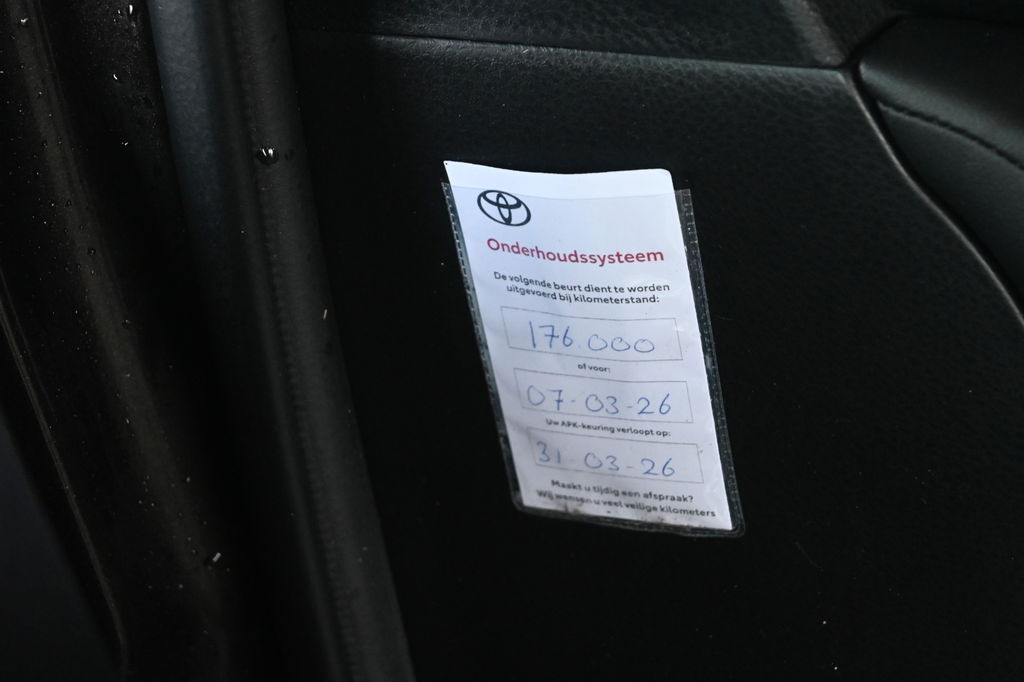 Onderhoudssysteem
De volgende beurt dient te worden
uitgevoerd bij kilometerstand:
176.000
of voor:
07-03-26
Uw APK-keuring verloopt op:
31-03-26
Maakt u tijdig een afspraak?
Wij wensen u veel veilige kilometers